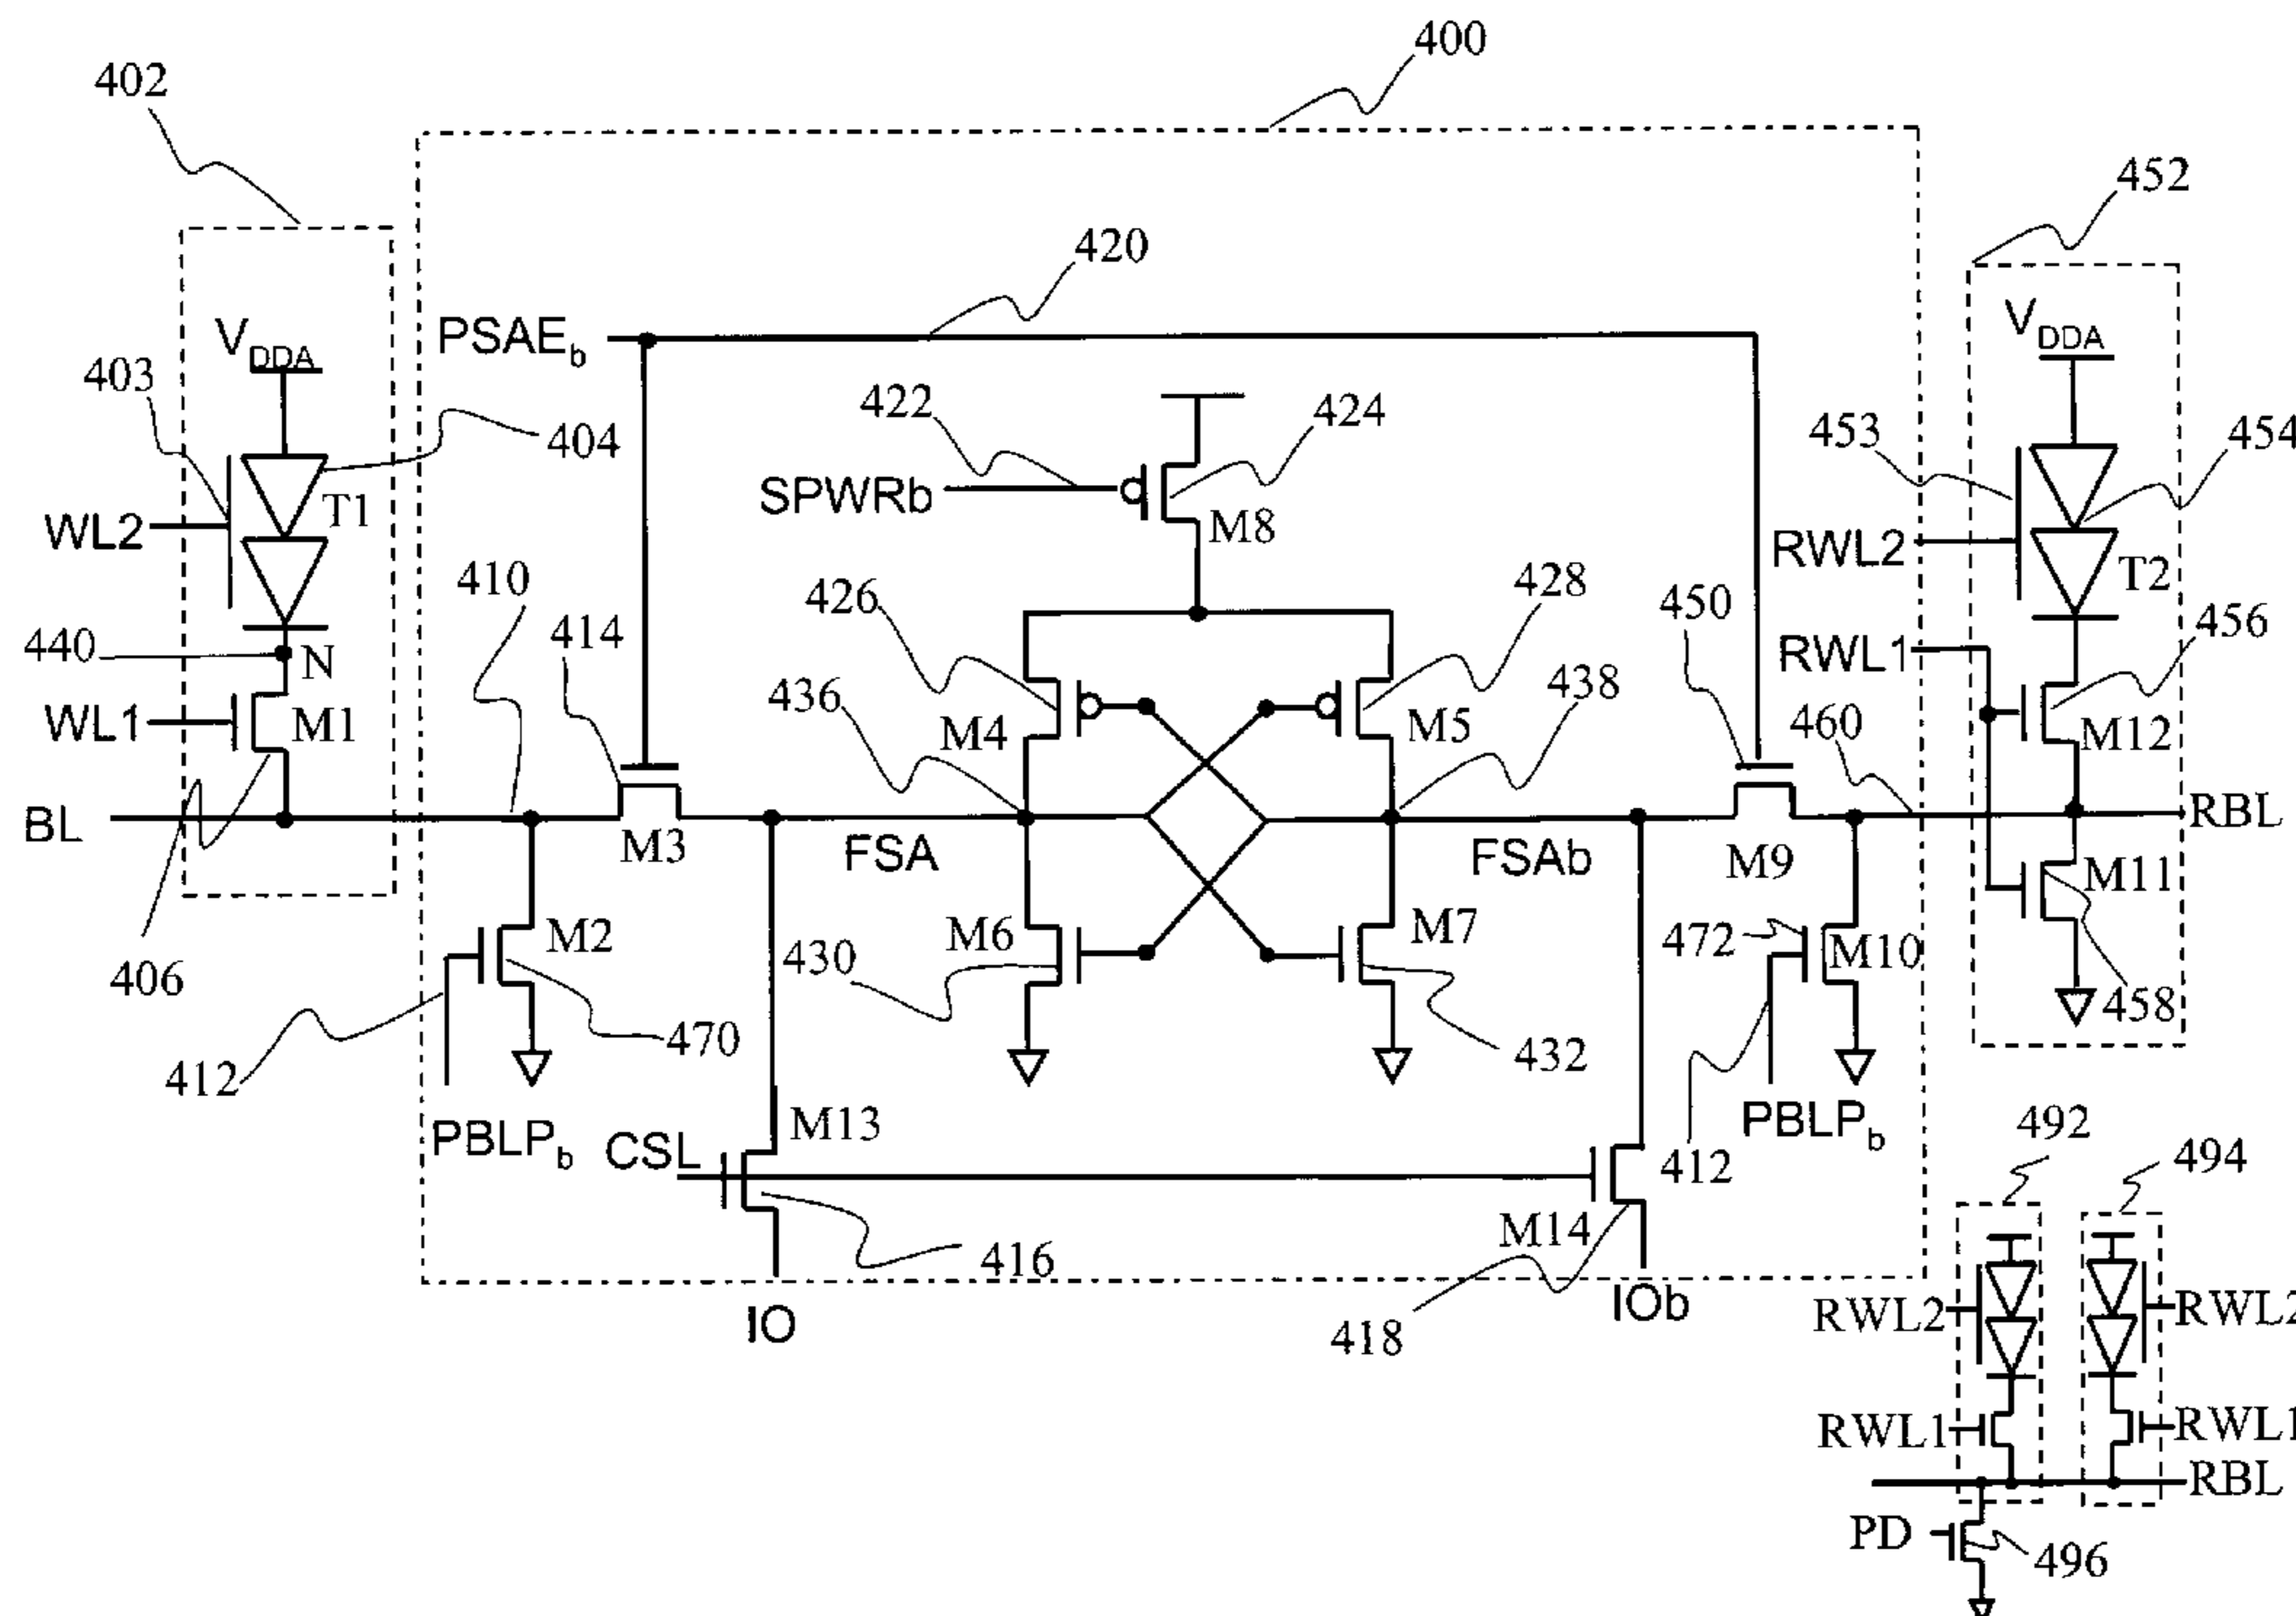 400
402
452
420
PSAEb
VDDA
VDDA
403
404
422
424
453
454
SPWRb
T1
M8
WL2
RWL2
T2
410
426
428
450
456
414
440
N
436
438
RWL1
460
WL1
M1
M4
M5
M12
BL
M3
FSA
FSAb
M9
RBL
M11
M2
M6
M7
472
M10
406
430
458
470
432
412
PBLPb
M13
CSL
412
PBLPb
492
494
M14
416
IO
IOb
418
RWL2
RWL2
RWL1
RWL1
RBL
PD
496